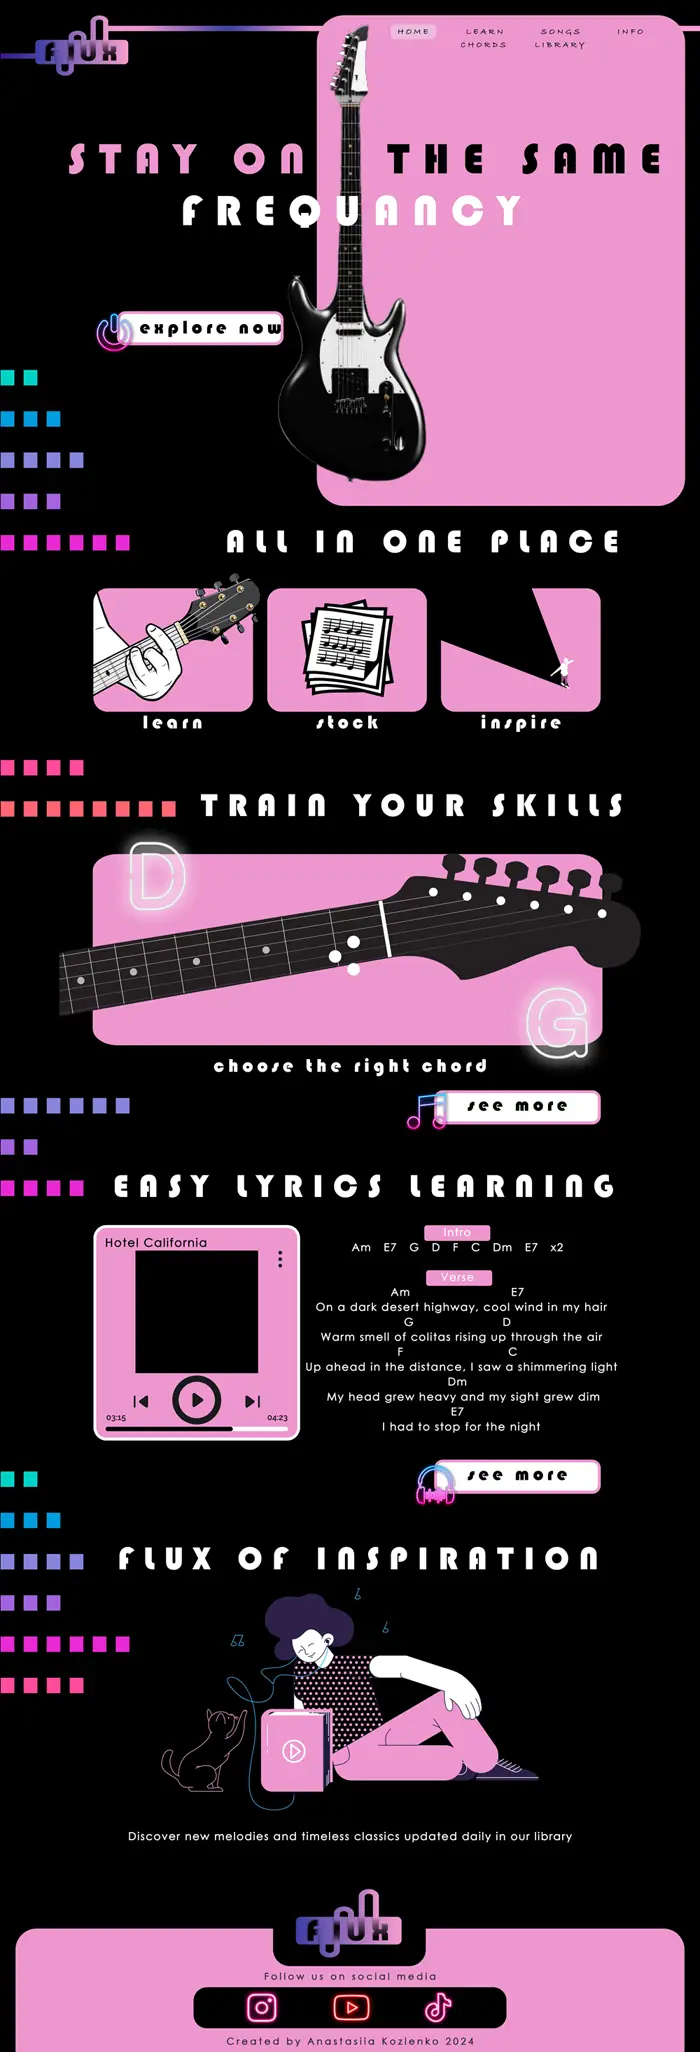 FLUX
HOME LEARN CHORDS SONGS LIBRARY INFO
STAY ON THE SAME
FREQUANCY
explore now
ALL IN ONE PLACE
learn stock inspire
TRAIN YOUR SKILLS
D
G
choose the right chord
see more
EASY LYRICS LEARNING
Hotel California
03:15 04:23
Intro
Am E7 G D F C Dm E7 x2
Verse
Am E7
On a dark desert highway, cool wind in my hair
G D
Warm smell of colitas rising up through the air
F C
Up ahead in the distance, I saw a shimmering light
Dm
My head grew heavy and my sight grew dim
E7
I had to stop for the night
see more
FLUX OF INSPIRATION
Discover new melodies and timeless classics updated daily in our library
FLUX
Follow us on social media
Created by Anastasiia Kozienko 2024